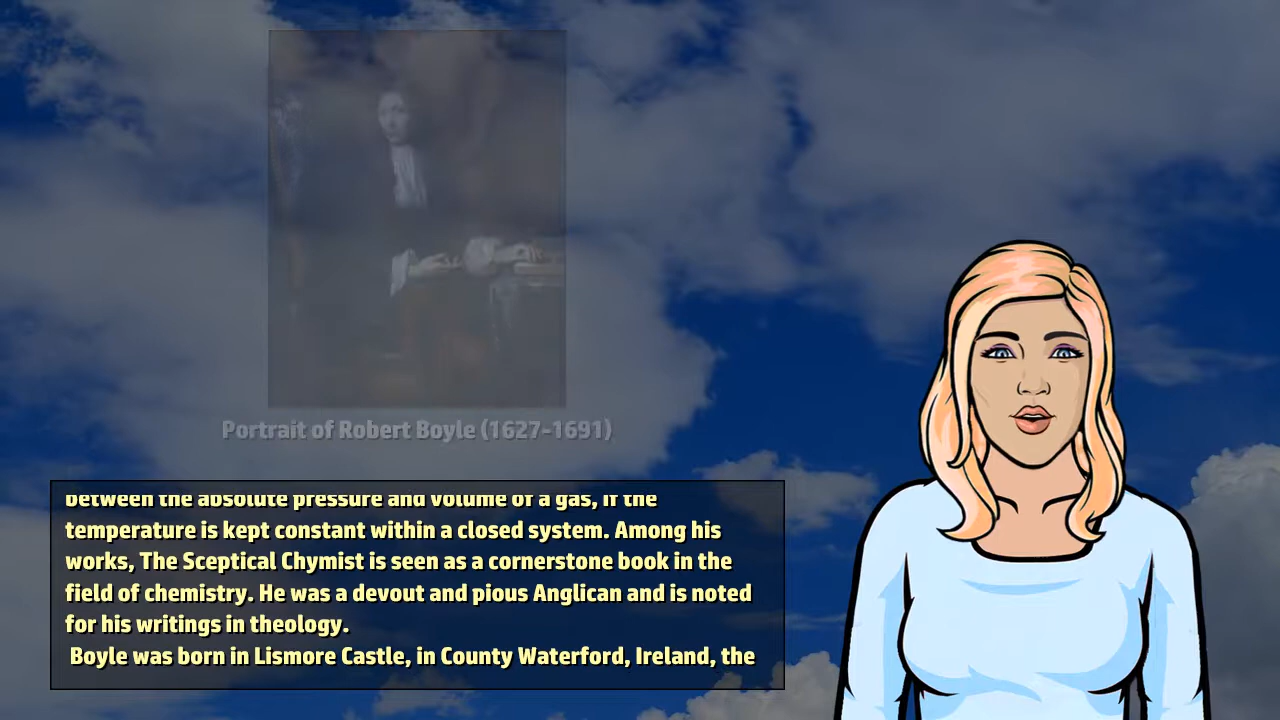 Portrait of Robert Boyle (1627-1691)
between the absolute pressure and volume of a gas, if the
temperature is kept constant within a closed system. Among his
works, The Sceptical Chymist is seen as a cornerstone book in the
field of chemistry. He was a devout and pious Anglican and is noted
for his writings in theology.
Boyle was born in Lismore Castle, in County Waterford, Ireland, the